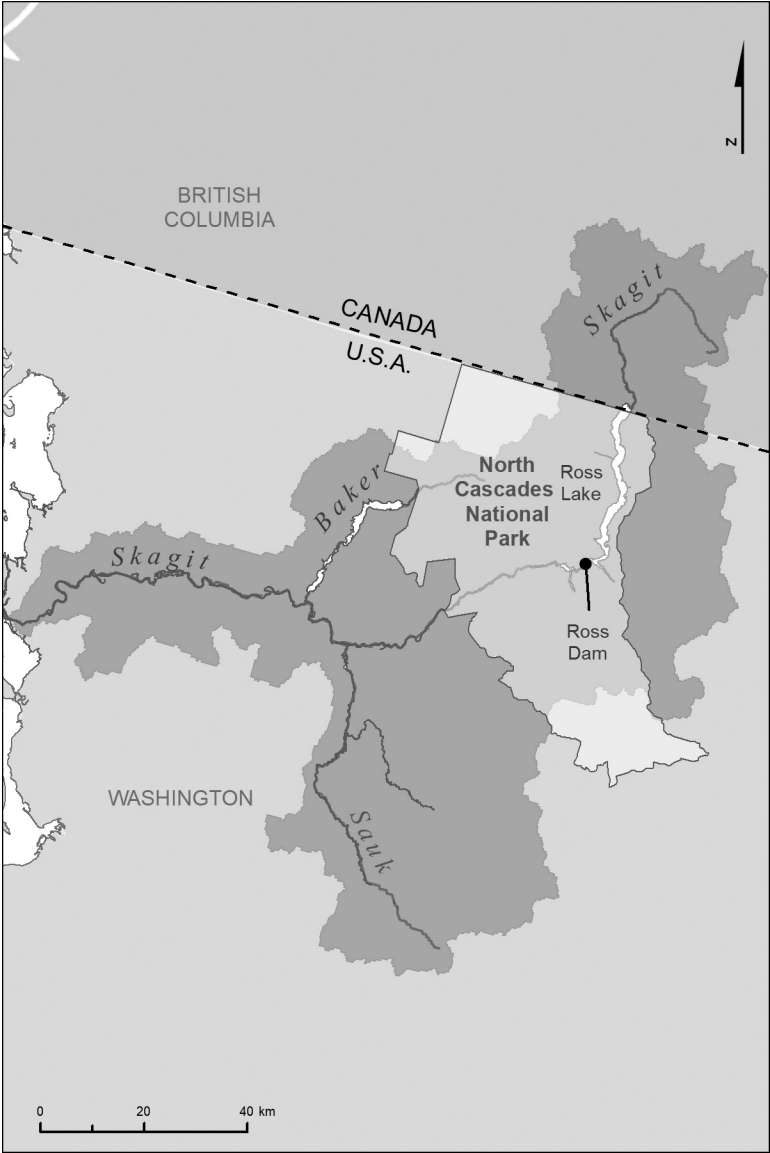 N
BRITISH
COLUMBIA
Skagit
CANADA
U.S.A.
North
Cascades
National
Park
Ross
Lake
Baker
Skagit
Ross
Dam
WASHINGTON
Sauk
0 20 40 km